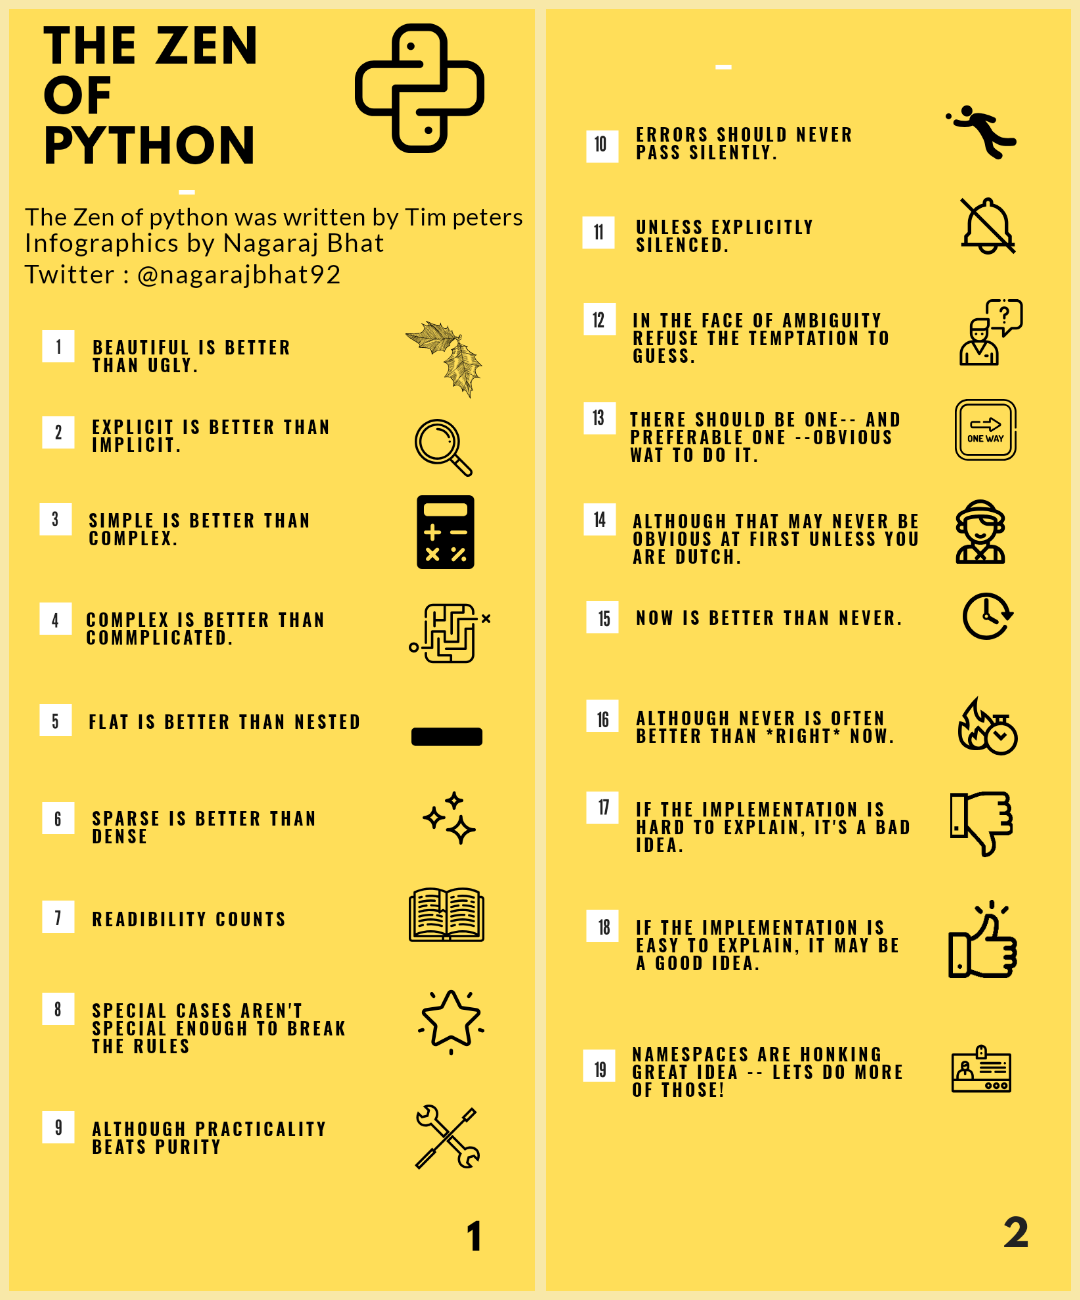 THE ZEN
OF
PYTHON
The Zen of python was written by Tim peters
Infographics by Nagaraj Bhat
Twitter : @nagarajbhat92
1
BEAUTIFUL IS BETTER
THAN UGLY.
2
EXPLICIT IS BETTER THAN
IMPLICIT.
3
SIMPLE IS BETTER THAN
COMPLEX.
4
COMPLEX IS BETTER THAN
COMMPLICATED.
5
FLAT IS BETTER THAN NESTED
6
SPARSE IS BETTER THAN
DENSE
7
READIBILITY COUNTS
8
SPECIAL CASES AREN'T
SPECIAL ENOUGH TO BREAK
THE RULES
9
ALTHOUGH PRACTICALITY
BEATS PURITY
1
10
ERRORS SHOULD NEVER
PASS SILENTLY.
11
UNLESS EXPLICITLY
SILENCED.
12
IN THE FACE OF AMBIGUITY
REFUSE THE TEMPTATION TO
GUESS.
?
13
THERE SHOULD BE ONE-- AND
PREFERABLE ONE --OBVIOUS
WAT TO DO IT.
ONE WAY
14
ALTHOUGH THAT MAY NEVER BE
OBVIOUS AT FIRST UNLESS YOU
ARE DUTCH.
15
NOW IS BETTER THAN NEVER.
16
ALTHOUGH NEVER IS OFTEN
BETTER THAN *RIGHT* NOW.
17
IF THE IMPLEMENTATION IS
HARD TO EXPLAIN, IT'S A BAD
IDEA.
18
IF THE IMPLEMENTATION IS
EASY TO EXPLAIN, IT MAY BE
A GOOD IDEA.
19
NAMESPACES ARE HONKING
GREAT IDEA -- LETS DO MORE
OF THOSE!
2